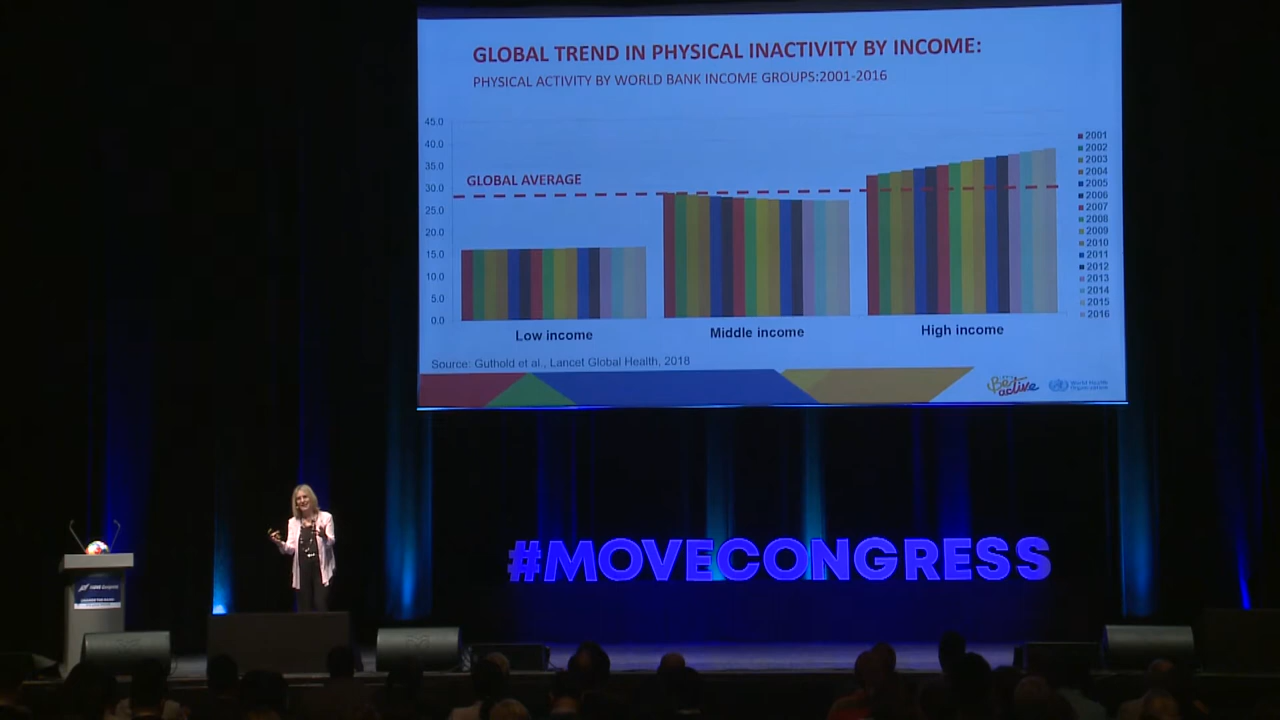 GLOBAL TREND IN PHYSICAL INACTIVITY BY INCOME:
PHYSICAL ACTIVITY BY WORLD BANK INCOME GROUPS:2001-2016
45.0
40.0
35.0
30.0
25.0
20.0
15.0
10.0
5.0
0.0
GLOBAL AVERAGE
Low income
Middle income
High income
2001
2002
2003
2004
2005
2006
2007
2008
2009
2010
2011
2012
2013
2014
2015
2016
Source: Guthold et al., Lancet Global Health, 2018
Be active
World Health
Organization
#MOVECONGRESS